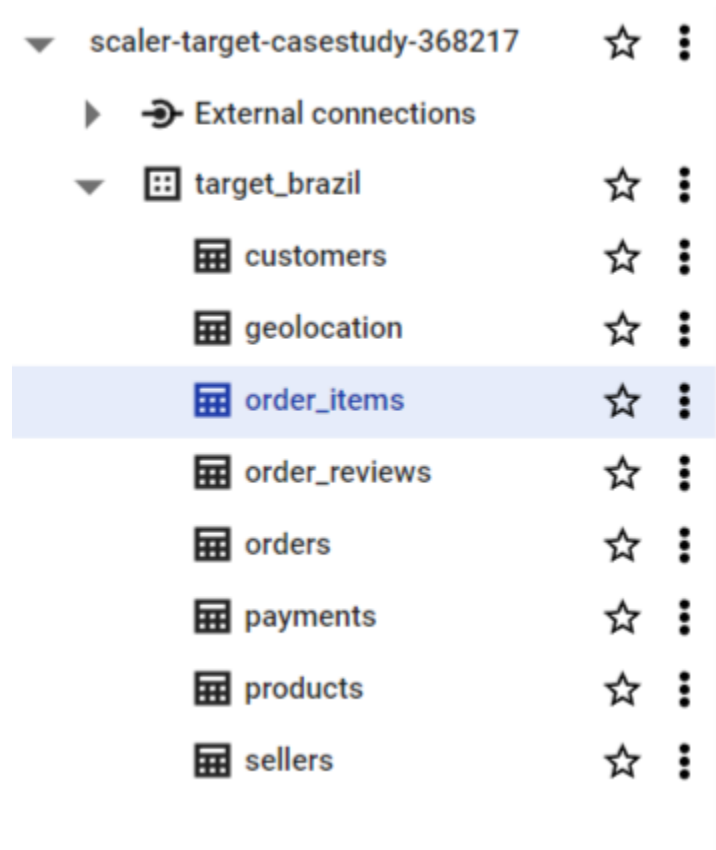 scaler-target-casestudy-368217
External connections
target_brazil
customers
geolocation
order_items
order_reviews
orders
payments
products
sellers